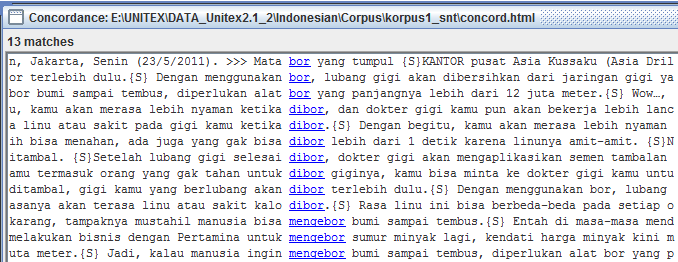 Concordance: E:\UNITEX\DATA_Unitex2.1_2\Indonesian\Corpus\korpus1_snt\concord.html
13 matches
n, Jakarta, Senin (23/5/2011). >>> Mata bor yang tumpul {S}KANTOR pusat Asia Kussaku (Asia Dril
or terlebih dulu.{S} Dengan menggunakan bor, lubang gigi akan dibersihkan dari jaringan gigi ya
bor bumi sampai tembus, diperlukan alat bor yang panjangnya lebih dari 12 juta meter.{S} Wow…,
u, kamu akan merasa lebih nyaman ketika dibor, dan dokter gigi kamu pun akan bekerja lebih lanc
a linu atau sakit pada gigi kamu ketika dibor.{S} Dengan begitu, kamu akan merasa lebih nyaman
ih bisa menahan, ada juga yang gak bisa dibor lebih dari 1 detik karena linunya amit-amit. {S}N
itambal. {S}Setelah lubang gigi selesai dibor, dokter gigi akan mengaplikasikan semen tambalan
amu termasuk orang yang gak tahan untuk dibor giginya, kamu bisa minta ke dokter gigi kamu untu
ditambal, gigi kamu yang berlubang akan dibor terlebih dulu.{S} Dengan menggunakan bor, lubang
asanya akan terasa linu atau sakit kalo dibor.{S} Rasa linu ini bisa berbeda-beda pada setiap o
karang, tampaknya mustahil manusia bisa mengebor bumi sampai tembus.{S} Entah di masa-masa mend
melakukan bisnis dengan Pertamina untuk mengebor sumur minyak lagi, kendati harga minyak kini m
uta meter.{S} Jadi, kalau manusia ingin mengebor bumi sampai tembus, diperlukan alat bor yang p